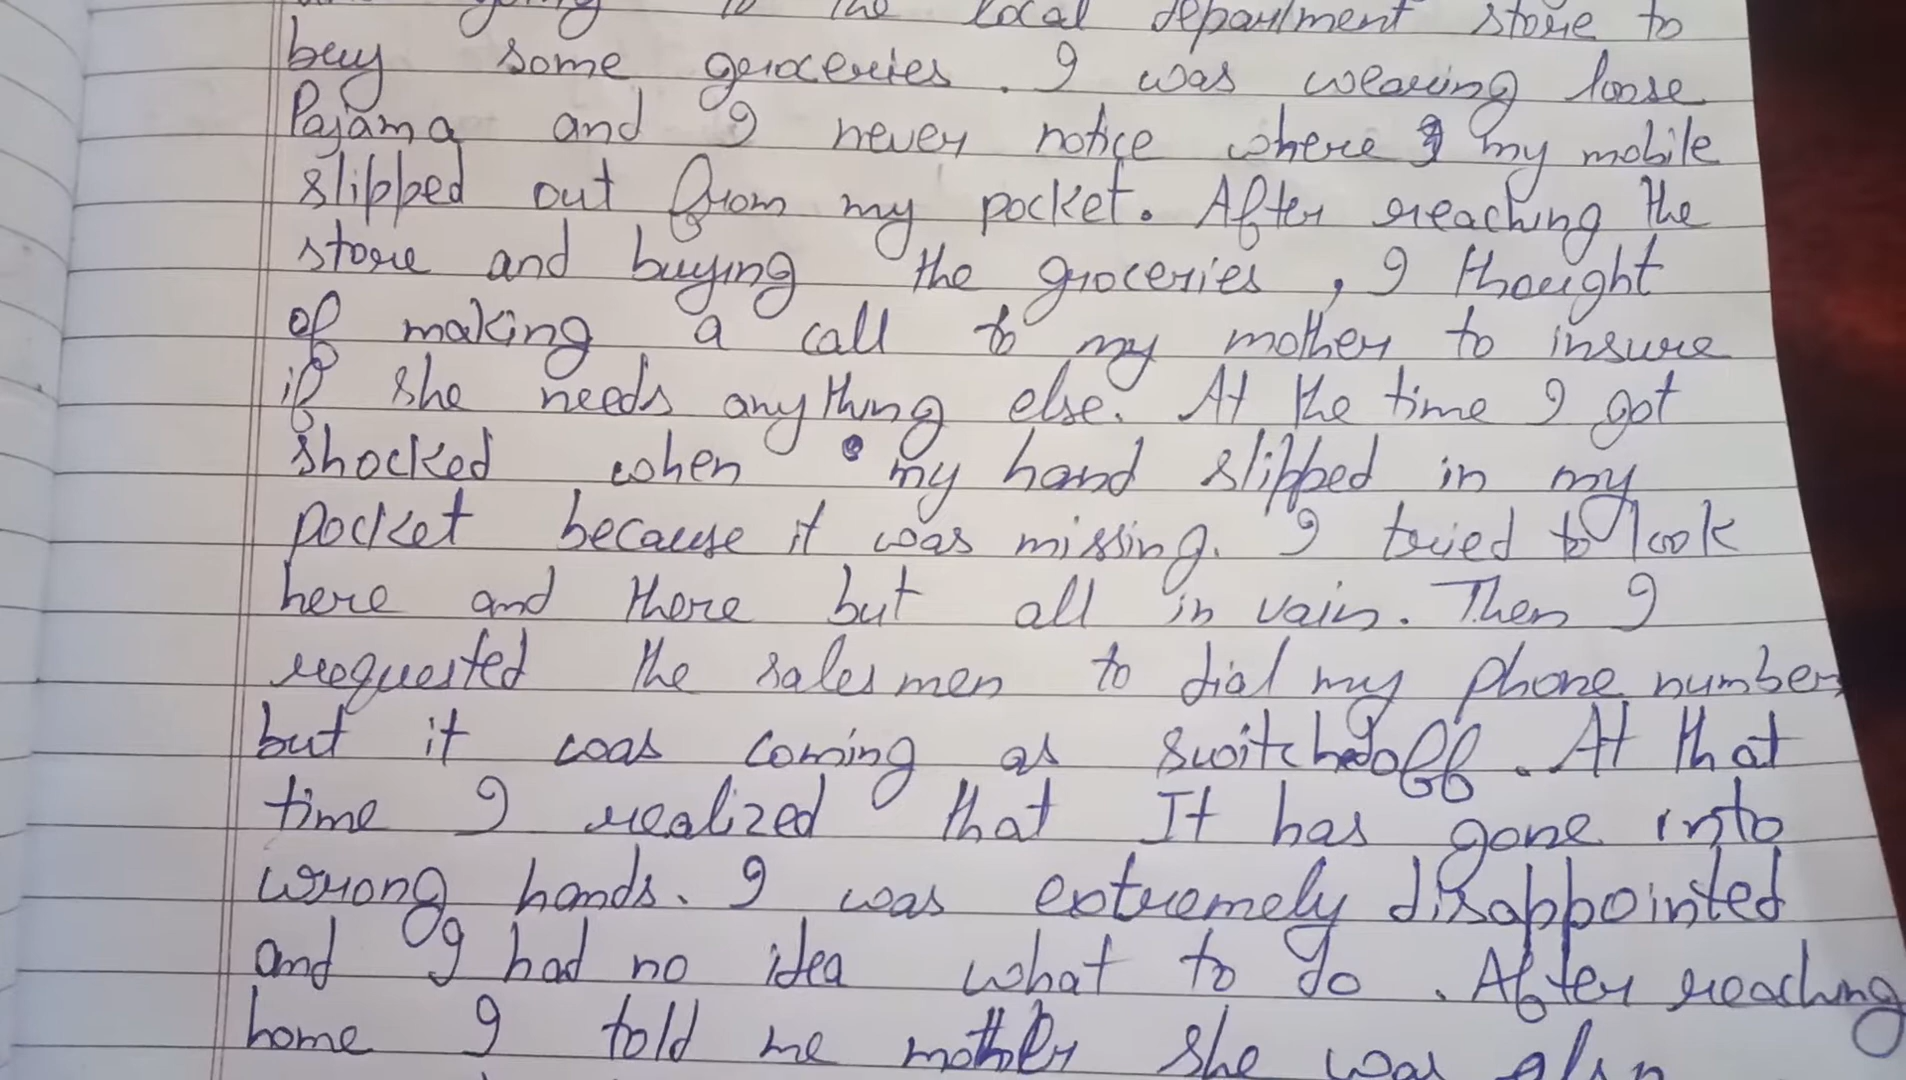 going to the local department store to
buy some groceries. I was wearing loose
Pajama and I never notice where my mobile
slipped out from my pocket. After reaching the
store and buying the groceries, I thought
of making a call to my mother to insure
if she needs anything else. At the time I got
shocked when my hand slipped in my
pocket because it was missing. I tried to look
here and there but all in vain. Then I
requested the salesmen to dial my phone number,
but it was coming as switchedoff. At that
time I realized that It has gone into
wrong hands. I was extremely disappointed
and I had no idea what to do. After reaching
home I told me mother she was also